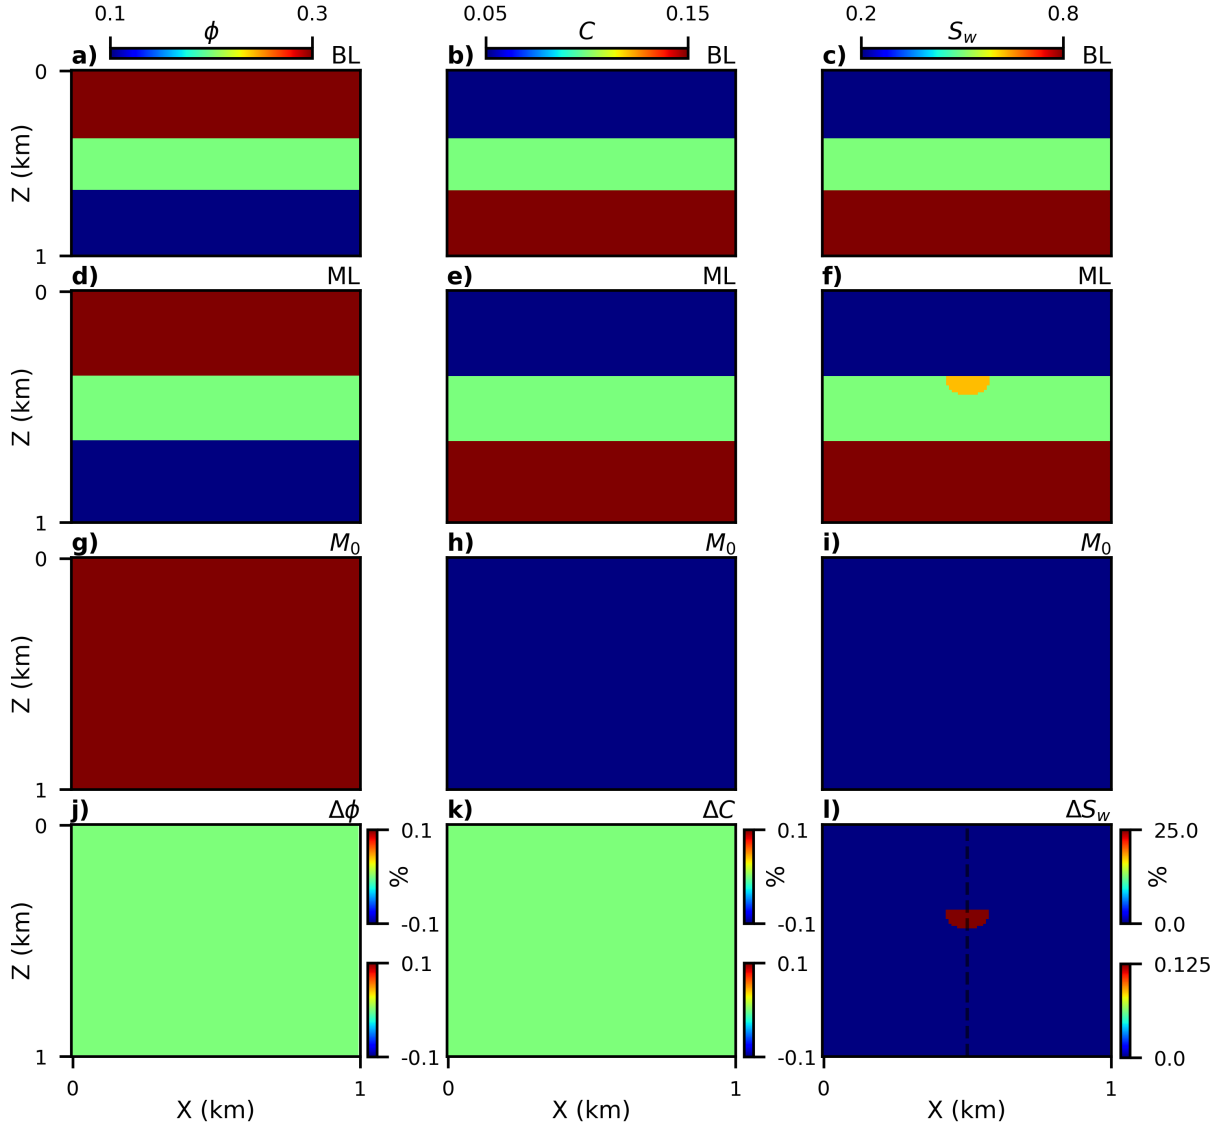 0.1 0.3 0.05 0.15 0.2 0.8
ϕ C S_w
a) BL b) BL c) BL
0
Z (km)
1
d) ML e) ML f) ML
0
Z (km)
1
g) M_0 h) M_0 i) M_0
0
Z (km)
1
j) Δϕ k) ΔC l) ΔS_w
0 0.1 0.1 25.0
% % %
-0.1 -0.1 0.0
Z (km)
0.1 0.1 0.125
1 -0.1 -0.1 0.0
0 1 0 1 0 1
X (km) X (km) X (km)